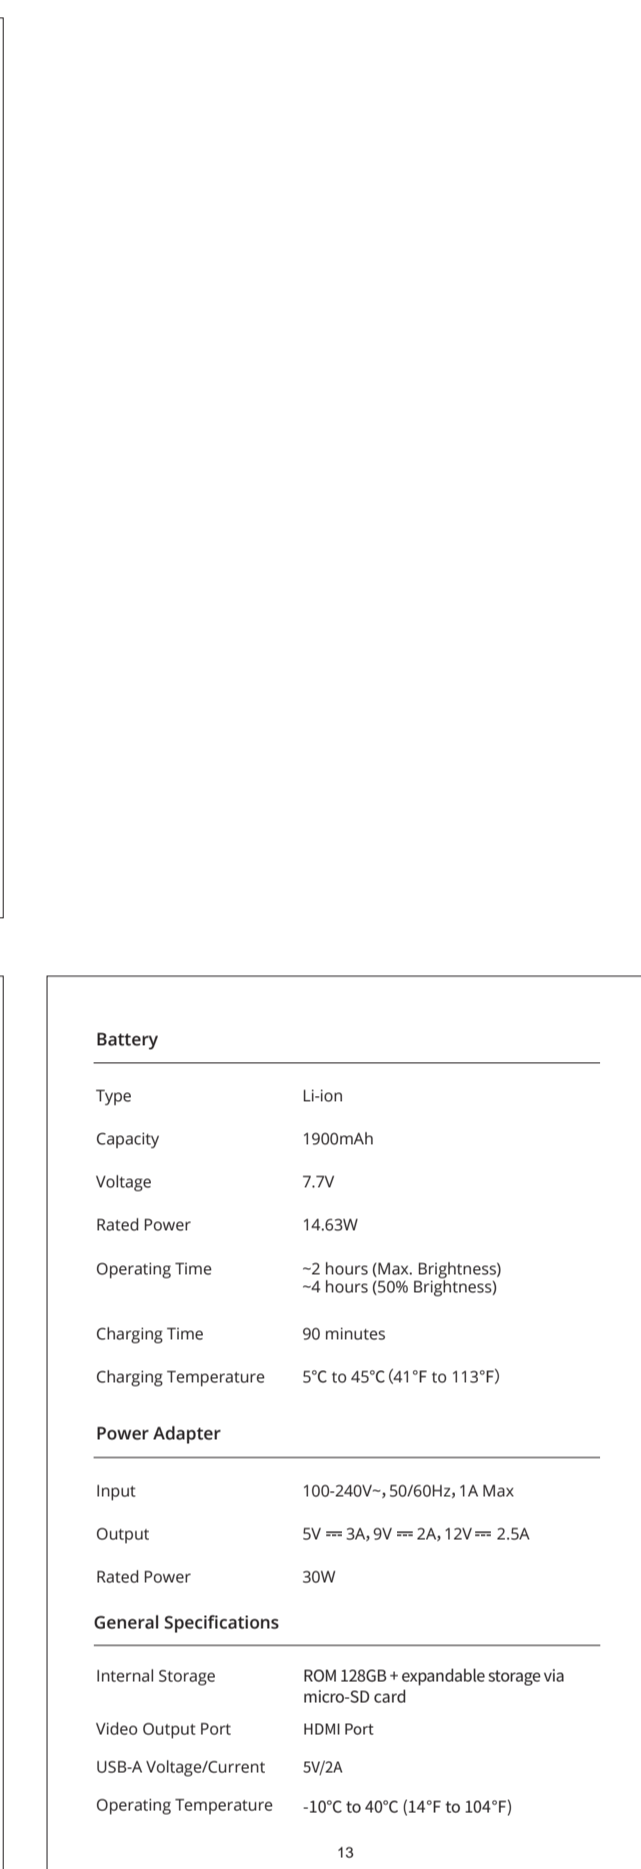 Battery
Type Li-ion
Capacity 1900mAh
Voltage 7.7V
Rated Power 14.63W
Operating Time ~2 hours (Max. Brightness)
~4 hours (50% Brightness)
Charging Time 90 minutes
Charging Temperature 5°C to 45°C (41°F to 113°F)
Power Adapter
Input 100-240V~, 50/60Hz, 1A Max
Output 5V ⎓ 3A, 9V ⎓ 2A, 12V ⎓ 2.5A
Rated Power 30W
General Specifications
Internal Storage ROM 128GB + expandable storage via
micro-SD card
Video Output Port HDMI Port
USB-A Voltage/Current 5V/2A
Operating Temperature -10°C to 40°C (14°F to 104°F)
13